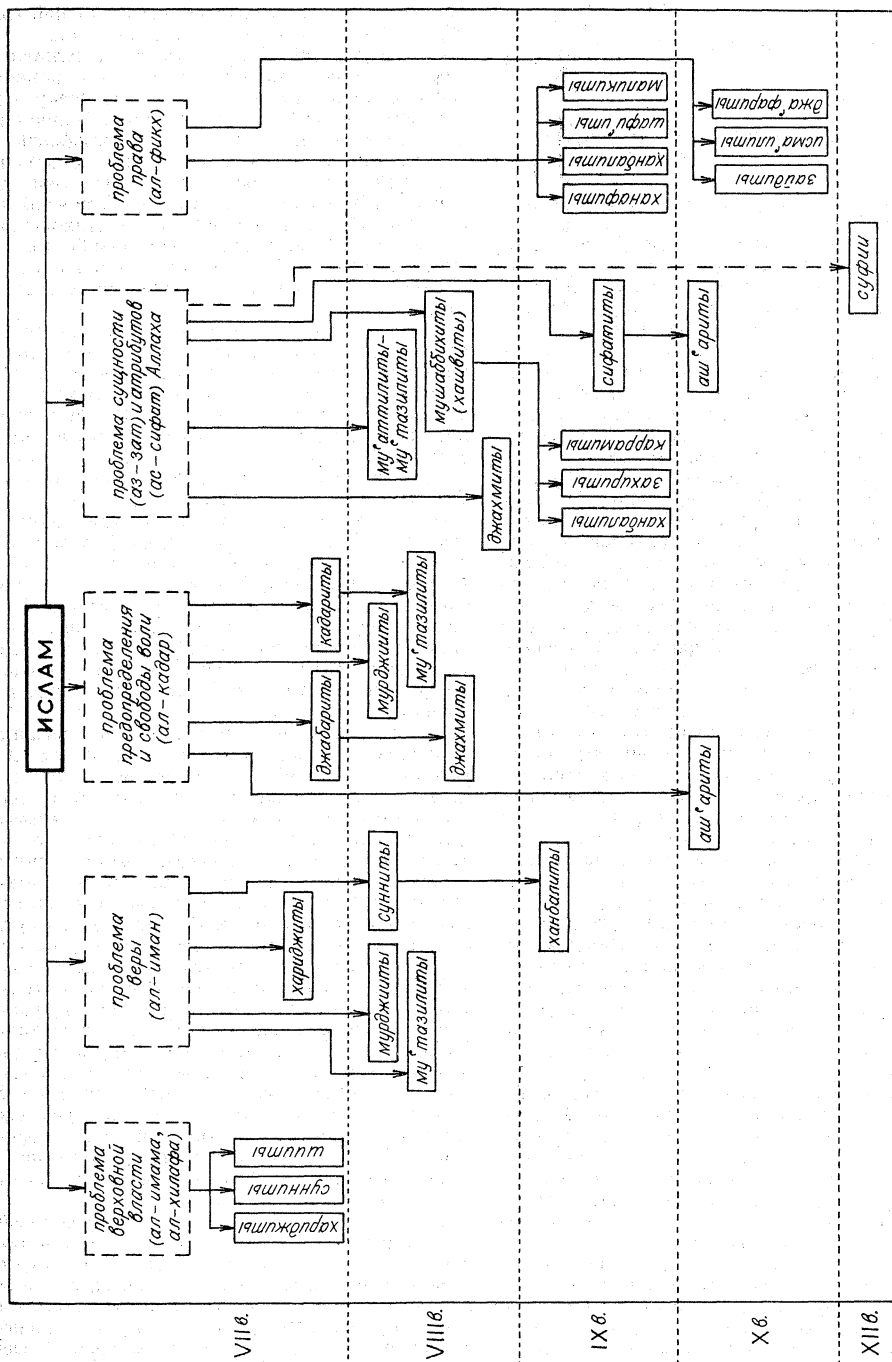 ИСЛАМ
проблема
верховной
власти
(ал-имама,
ал-хилафа)
проблема
веры
(ал-иман)
проблема
предопределения
и свободы воли
(ал-кадар)
проблема сущности
(аз-зат) и атрибутов
(ас-сифат) Аллаха
проблема
права
(ал-фикх)
VII в.
хариджиты
сунниты
шииты
хариджиты
джабариты
кадариты
VIII в.
мурджииты
му‛тазилиты
сунниты
джахмиты
мурджииты
му‛тазилиты
джахмиты
му‛аттилиты-
му‛тазилиты
мушаббихиты
(хашвиты)
IX в.
ханбалиты
ханбалиты
захириты
каррамиты
сифатиты
ханафиты
ханбалиты
шафи‛иты
маликиты
X в.
аш‛ариты
аш‛ариты
зайдиты
исма‛илиты
джа‛фариты
XII в.
суфии